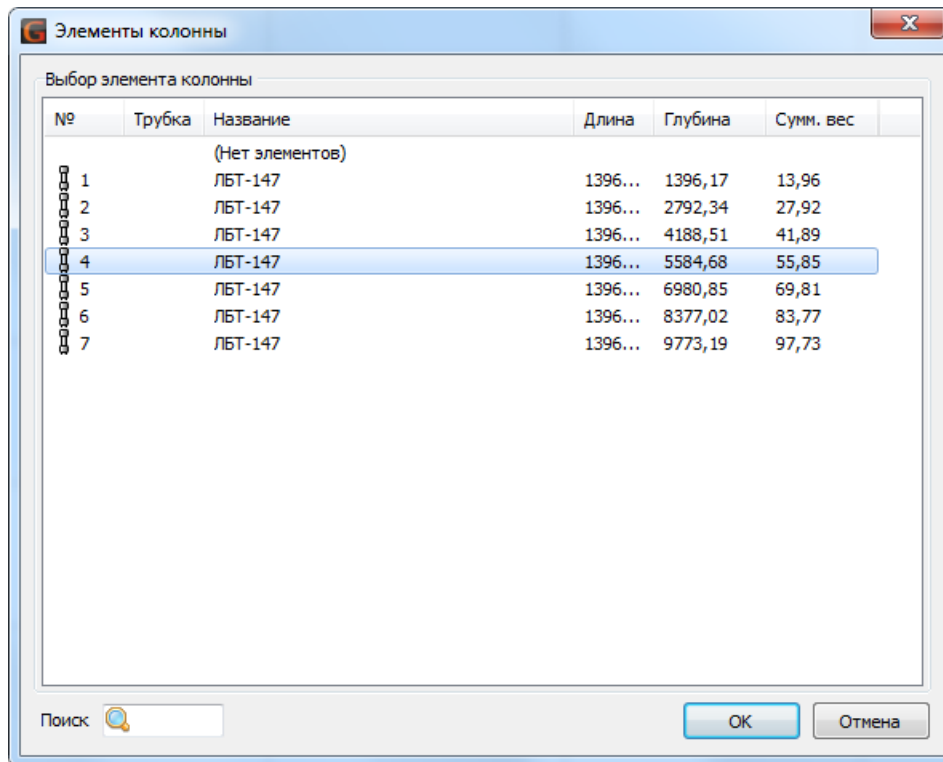 Элементы колонны
Выбор элемента колонны
№ Трубка Название Длина Глубина Сумм. вес
(Нет элементов)
1 ЛБТ-147 1396... 1396,17 13,96
2 ЛБТ-147 1396... 2792,34 27,92
3 ЛБТ-147 1396... 4188,51 41,89
4 ЛБТ-147 1396... 5584,68 55,85
5 ЛБТ-147 1396... 6980,85 69,81
6 ЛБТ-147 1396... 8377,02 83,77
7 ЛБТ-147 1396... 9773,19 97,73
Поиск OK Отмена